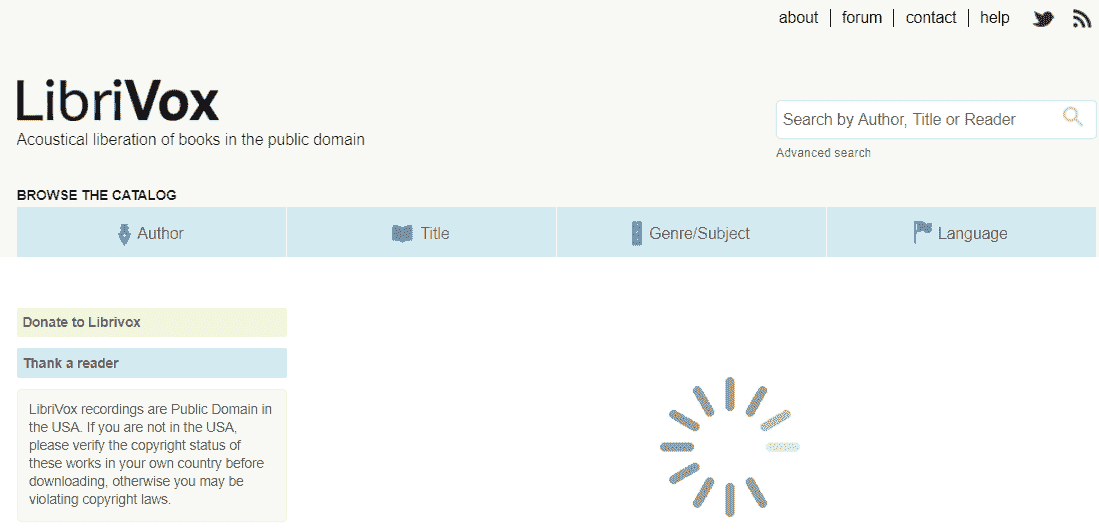 about forum contact help
LibriVox
Acoustical liberation of books in the public domain
Search by Author, Title or Reader
Advanced search
BROWSE THE CATALOG
Author Title Genre/Subject Language
Donate to Librivox
Thank a reader
LibriVox recordings are Public Domain in
the USA. If you are not in the USA,
please verify the copyright status of
these works in your own country before
downloading, otherwise you may be
violating copyright laws.